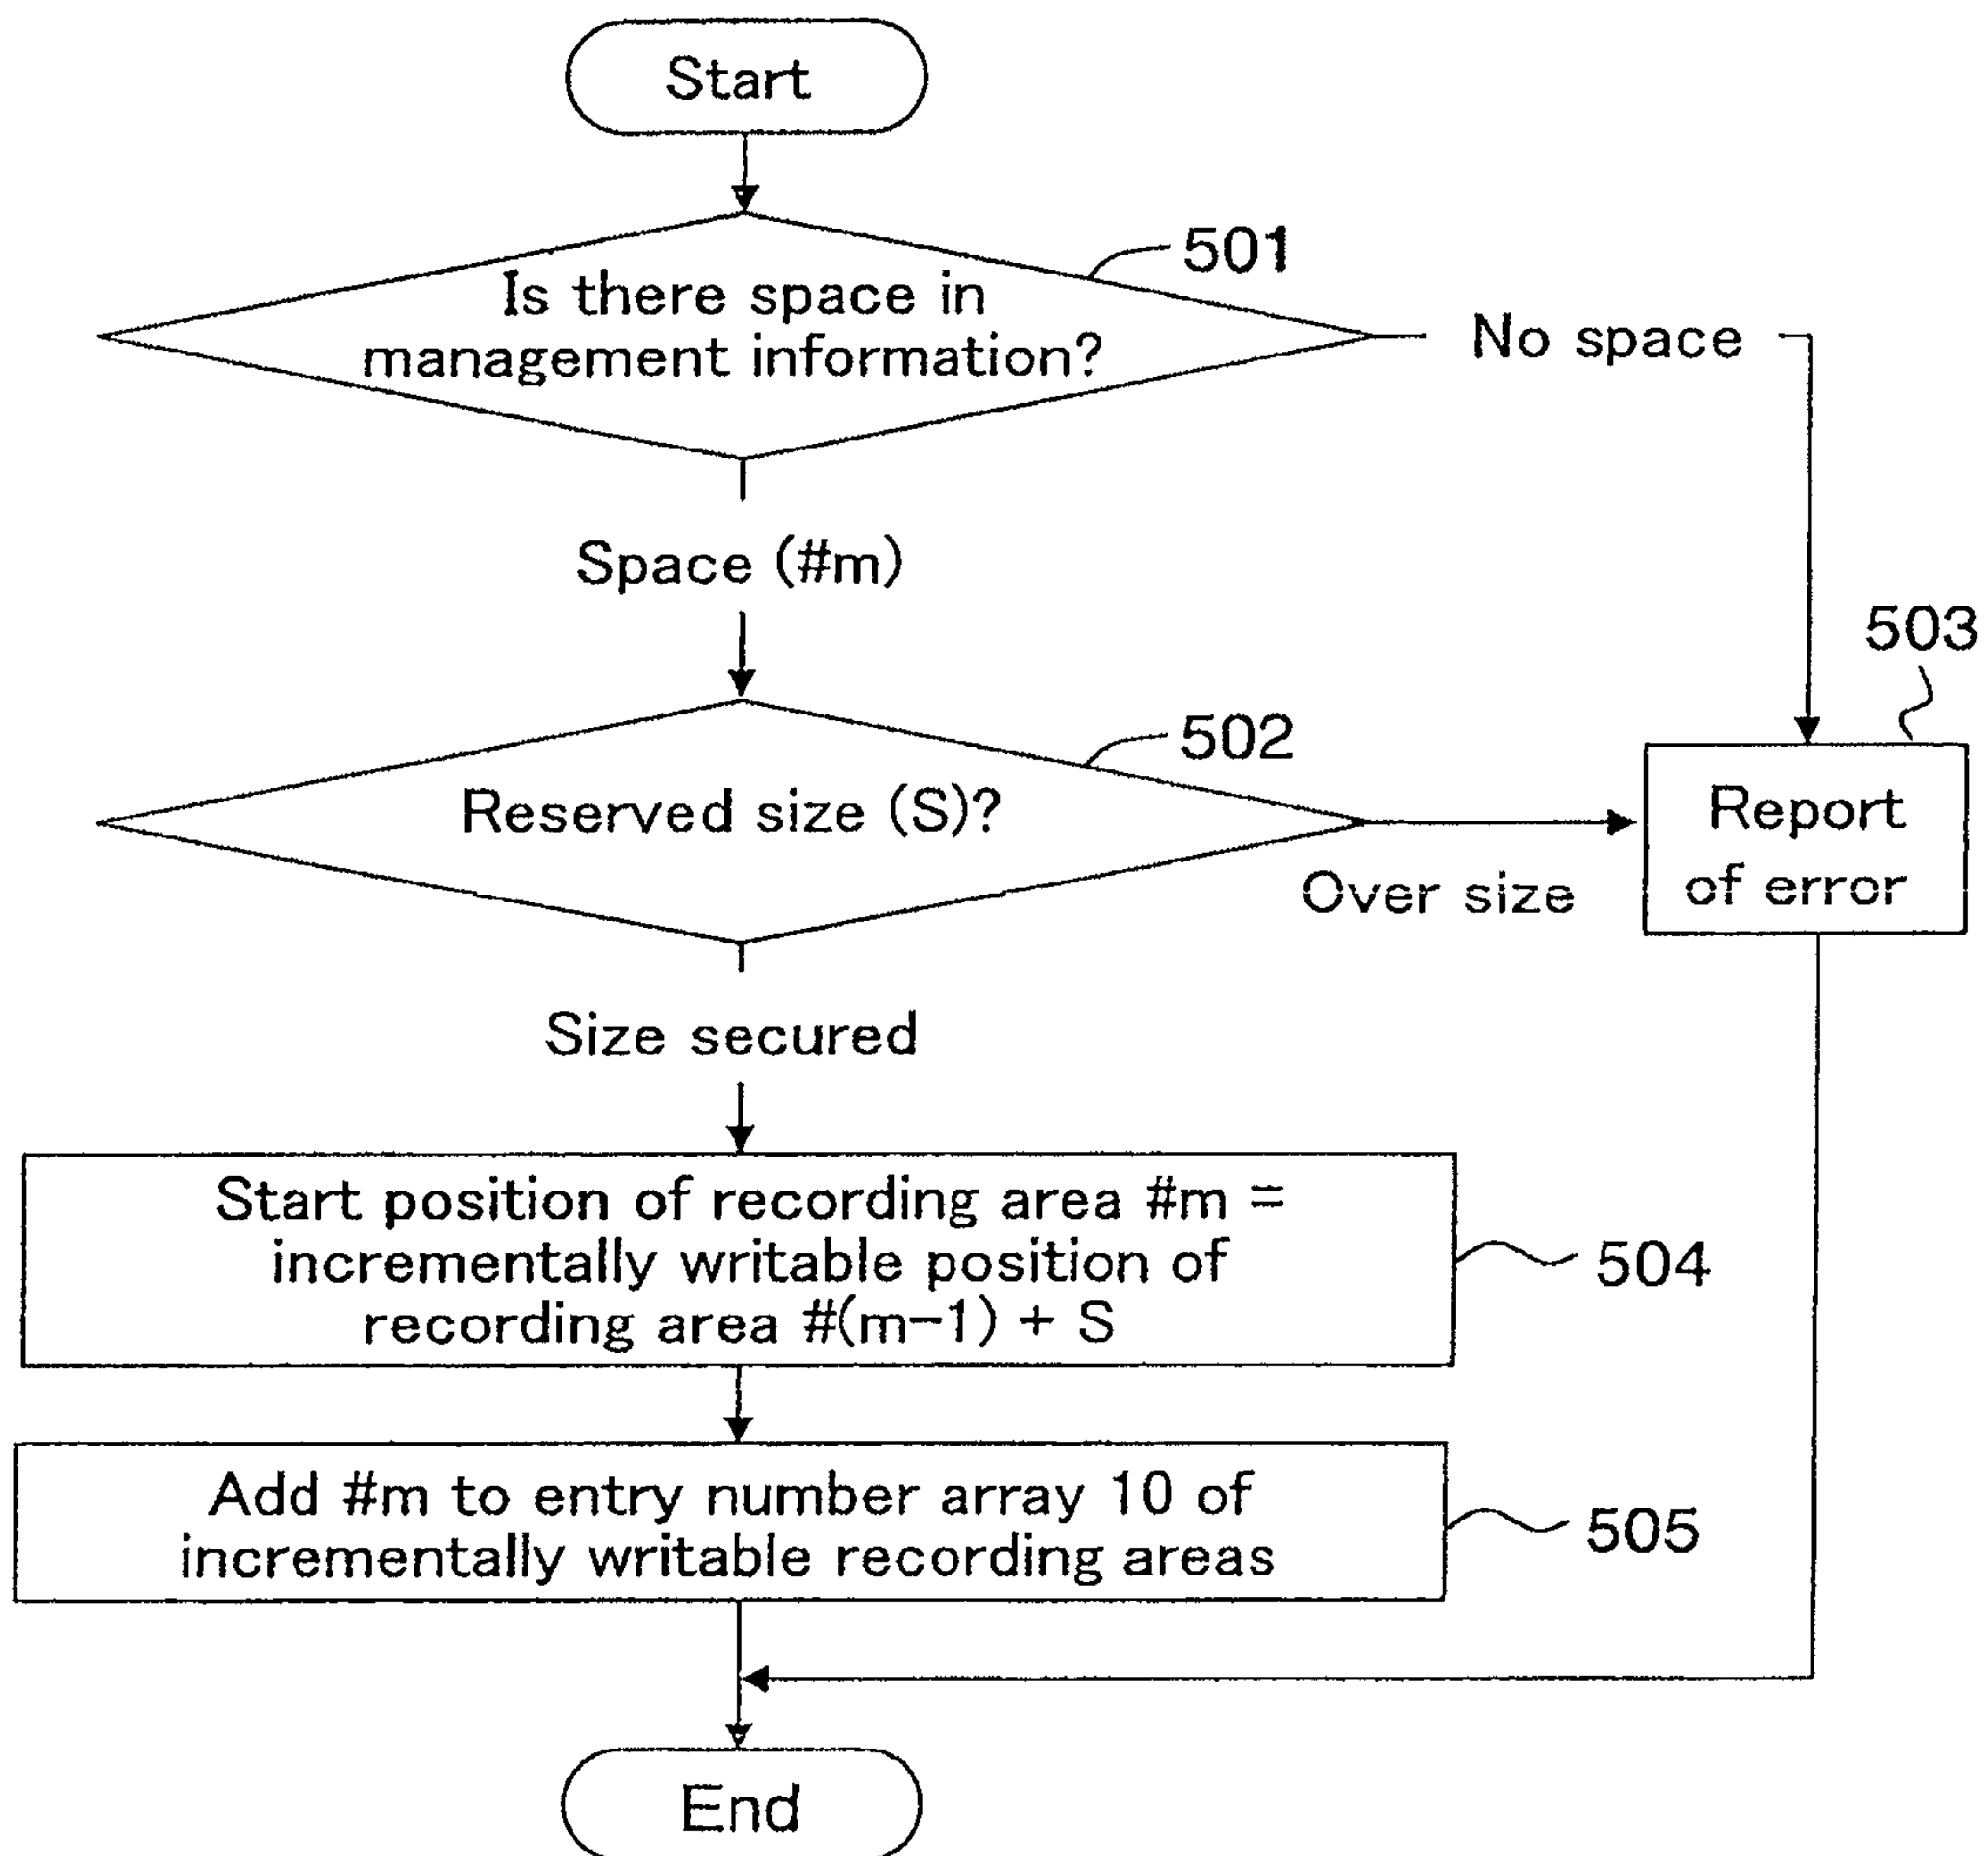 Start
501
Is there space in
management information?
No space
Space (#m)
503
502
Reserved size (S)?
Report
of error
Over size
Size secured
Start position of recording area #m =
incrementally writable position of
recording area #(m-1) + S
504
Add #m to entry number array 10 of
incrementally writable recording areas
505
End